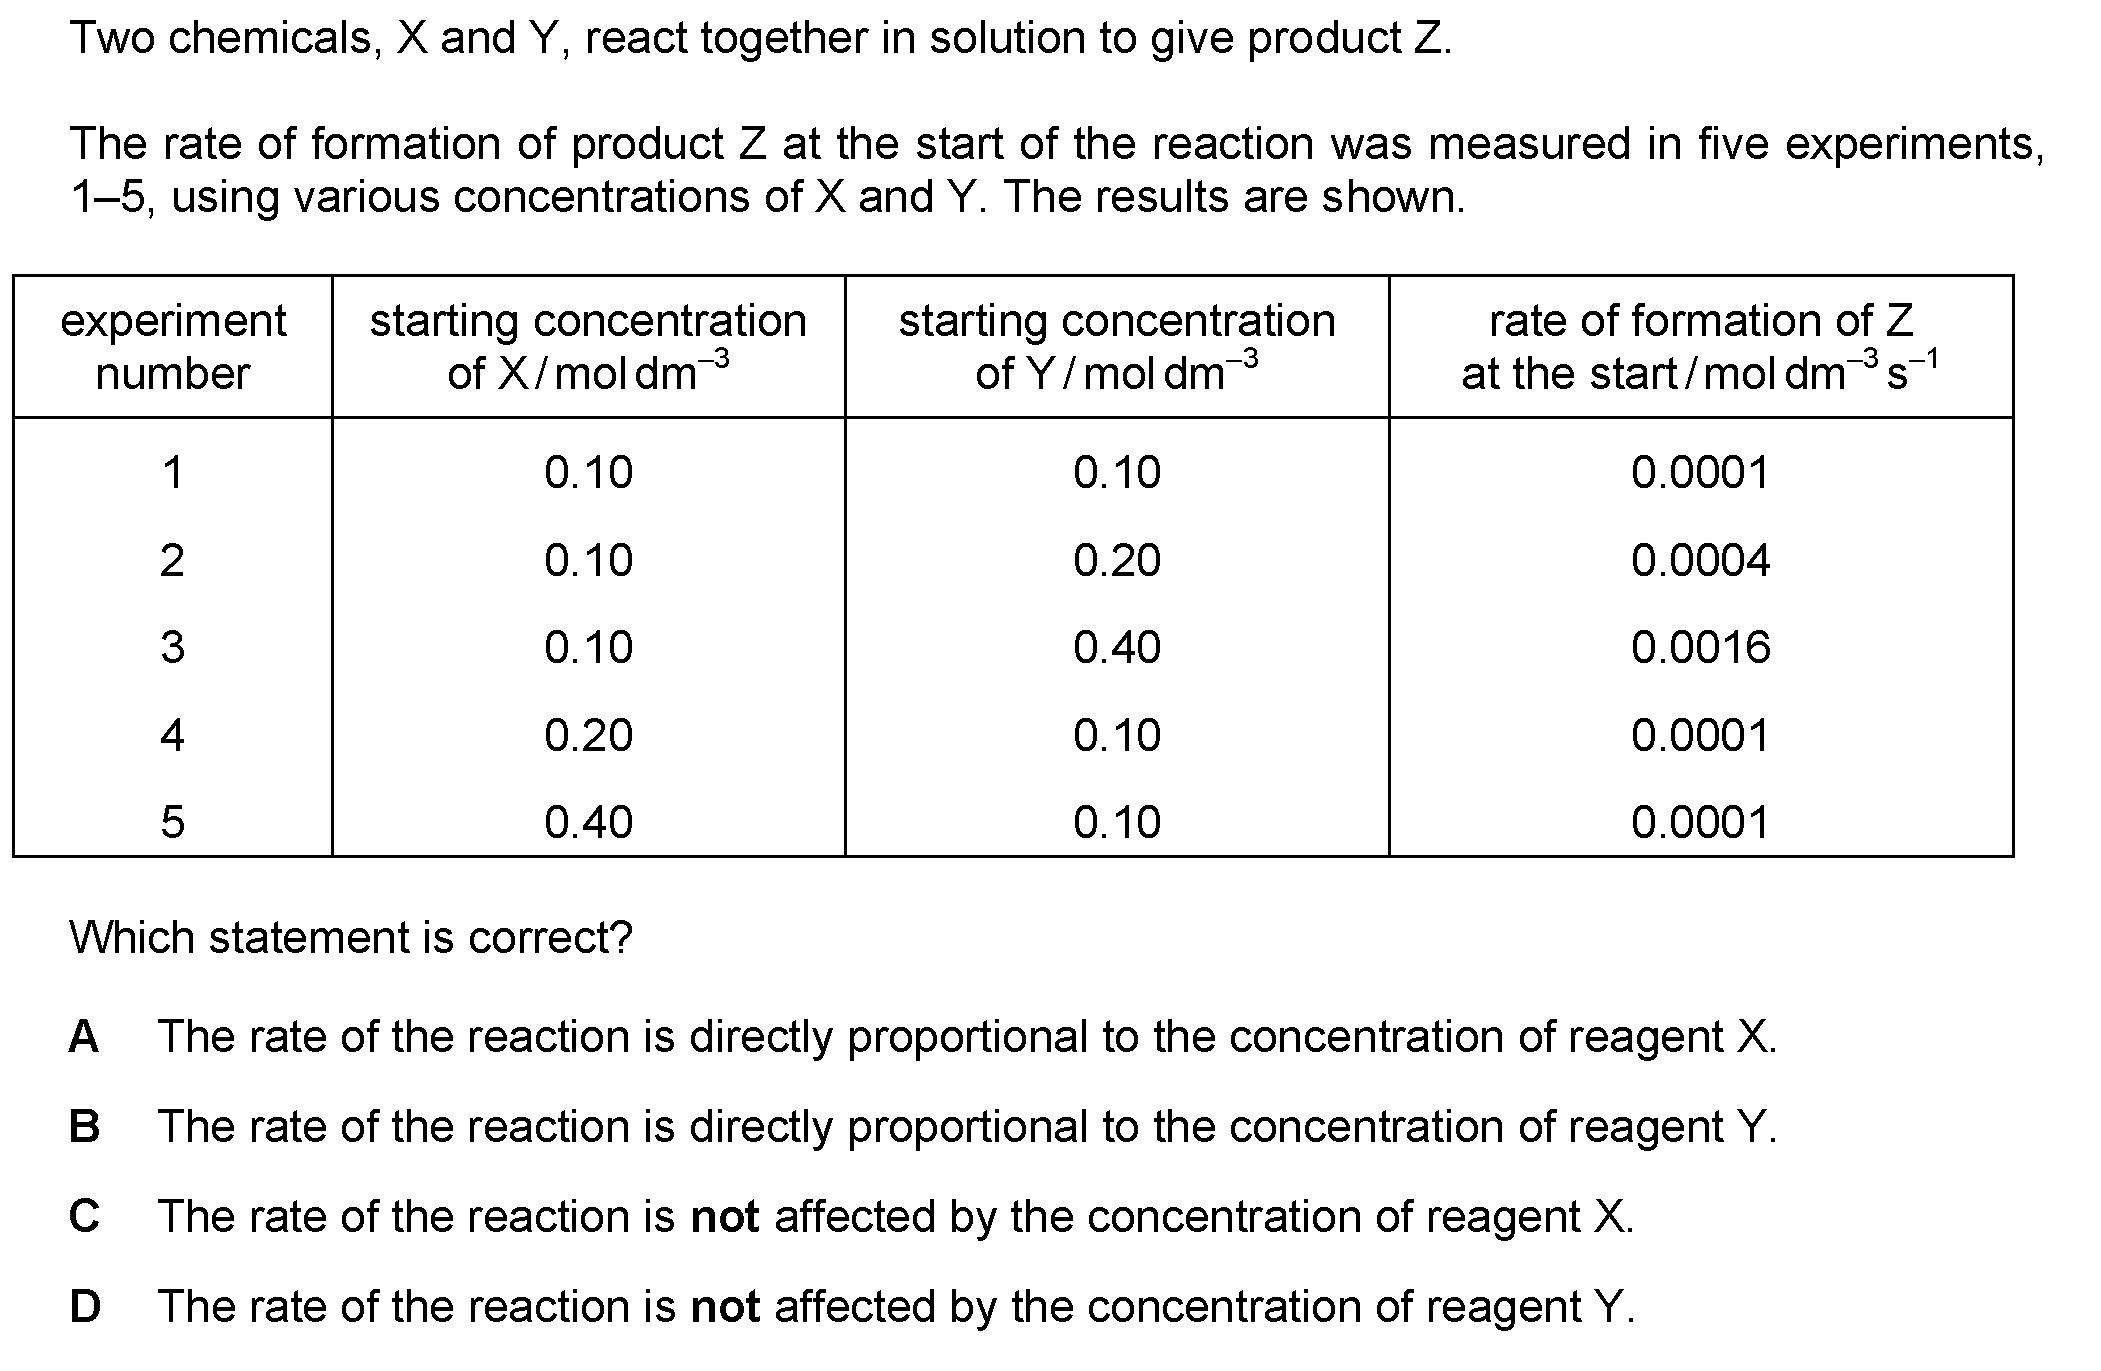 Two chemicals, X and Y, react together in solution to give product Z.
The rate of formation of product Z at the start of the reaction was measured in five experiments,
1–5, using various concentrations of X and Y. The results are shown.
experiment number | starting concentration of X / mol dm⁻³ | starting concentration of Y / mol dm⁻³ | rate of formation of Z at the start / mol dm⁻³ s⁻¹
1 | 0.10 | 0.10 | 0.0001
2 | 0.10 | 0.20 | 0.0004
3 | 0.10 | 0.40 | 0.0016
4 | 0.20 | 0.10 | 0.0001
5 | 0.40 | 0.10 | 0.0001
Which statement is correct?
A The rate of the reaction is directly proportional to the concentration of reagent X.
B The rate of the reaction is directly proportional to the concentration of reagent Y.
C The rate of the reaction is not affected by the concentration of reagent X.
D The rate of the reaction is not affected by the concentration of reagent Y.